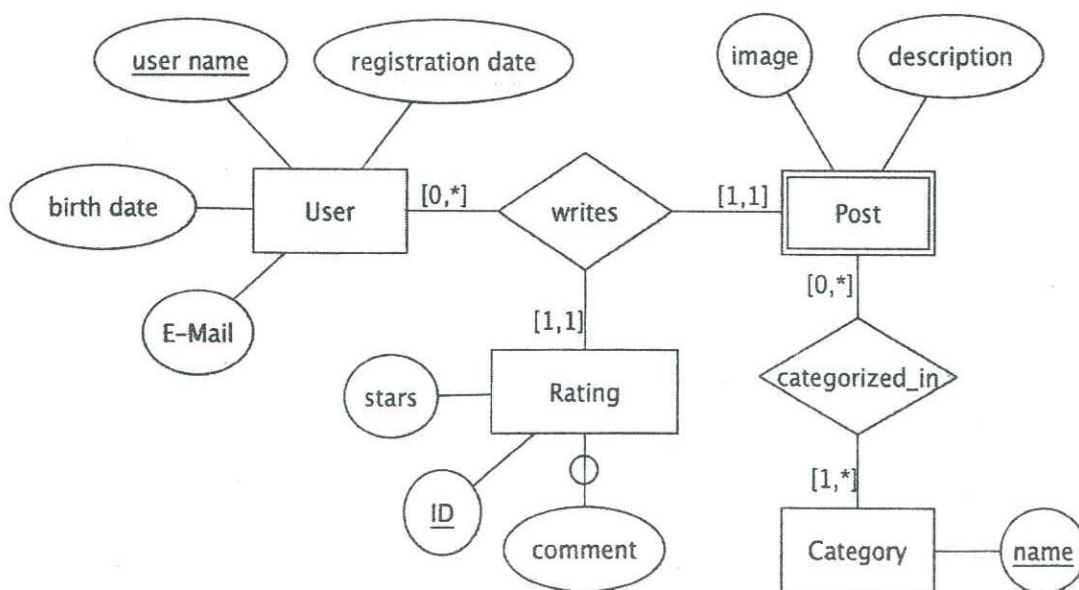 user name
registration date
image
description
birth date
User
[0,*]
writes
[1,1]
Post
E-Mail
[1,1]
[0,*]
stars
Rating
categorized_in
ID
comment
[1,*]
Category
name